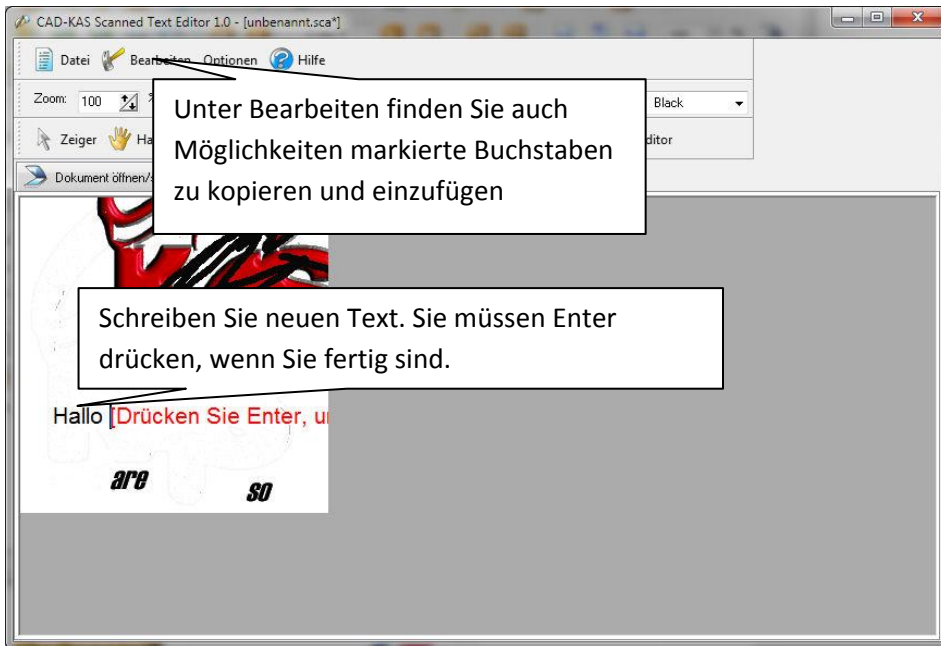 CAD-KAS Scanned Text Editor 1.0 - [unbenannt.sca*]
Datei Bearbeiten Optionen Hilfe
Zoom: 100 Black
Zeiger Ha ditor
Dokument öffnen/
Unter Bearbeiten finden Sie auch
Möglichkeiten markierte Buchstaben
zu kopieren und einzufügen
Schreiben Sie neuen Text. Sie müssen Enter
drücken, wenn Sie fertig sind.
Hallo [Drücken Sie Enter, u
are
so